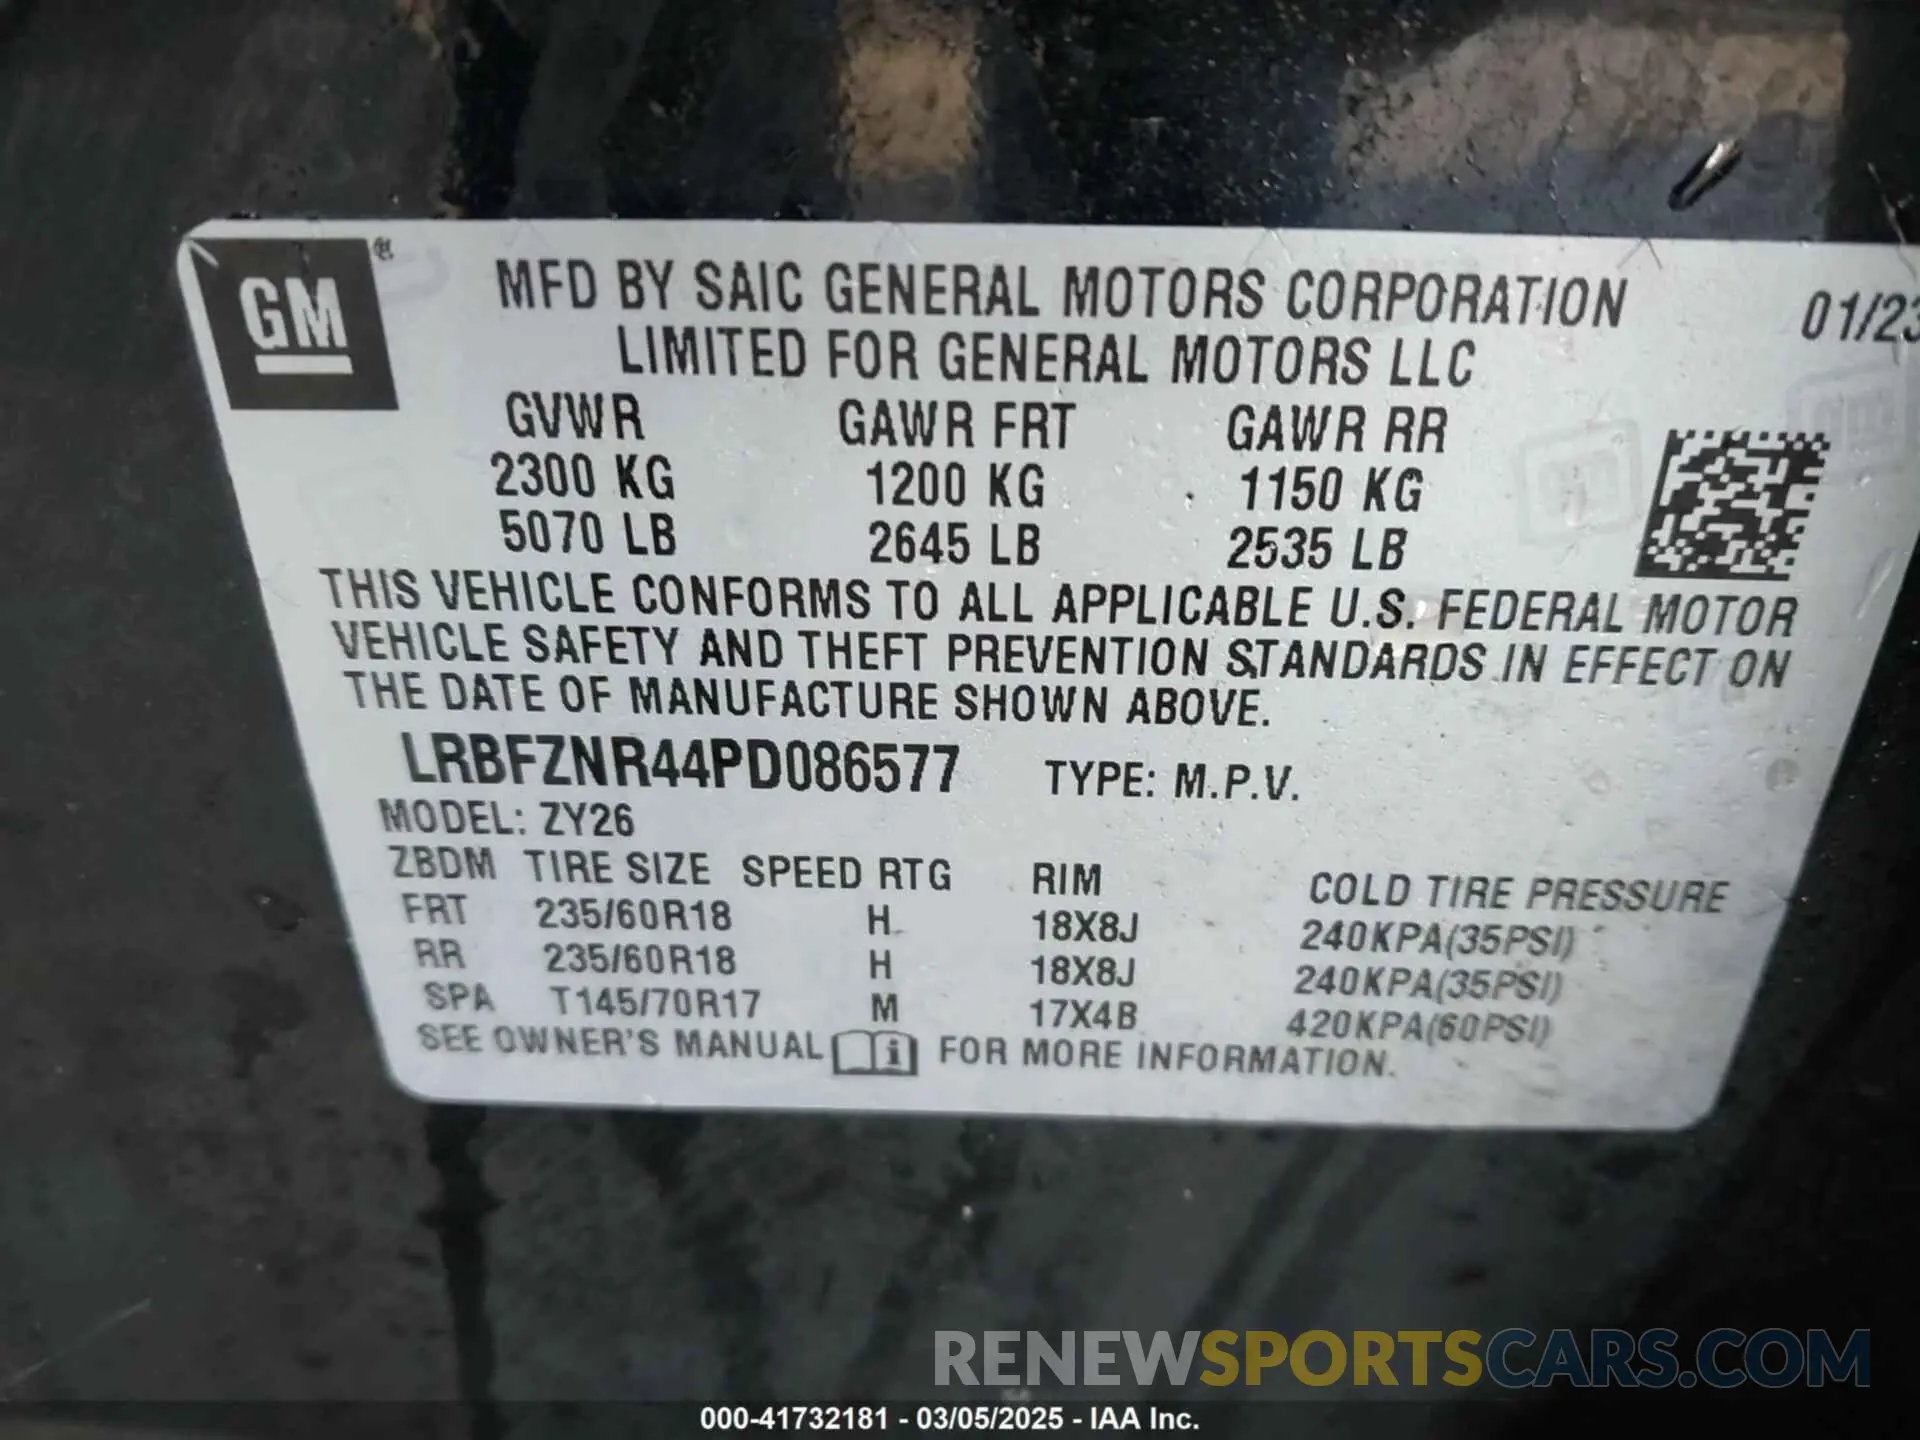 GM ®
MFD BY SAIC GENERAL MOTORS CORPORATION 01/23
LIMITED FOR GENERAL MOTORS LLC
GVWR GAWR FRT GAWR RR
2300 KG 1200 KG 1150 KG
5070 LB 2645 LB 2535 LB
THIS VEHICLE CONFORMS TO ALL APPLICABLE U.S. FEDERAL MOTOR
VEHICLE SAFETY AND THEFT PREVENTION STANDARDS IN EFFECT ON
THE DATE OF MANUFACTURE SHOWN ABOVE.
LRBFZNR44PD086577 TYPE: M.P.V.
MODEL: ZY26
ZBDM TIRE SIZE SPEED RTG RIM COLD TIRE PRESSURE
FRT 235/60R18 H 18X8J 240KPA(35PSI)
RR 235/60R18 H 18X8J 240KPA(35PSI)
SPA T145/70R17 M 17X4B 420KPA(60PSI)
SEE OWNER'S MANUAL i FOR MORE INFORMATION.
RENEWSPORTSCARS.COM
000-41732181 - 03/05/2025 - IAA Inc.